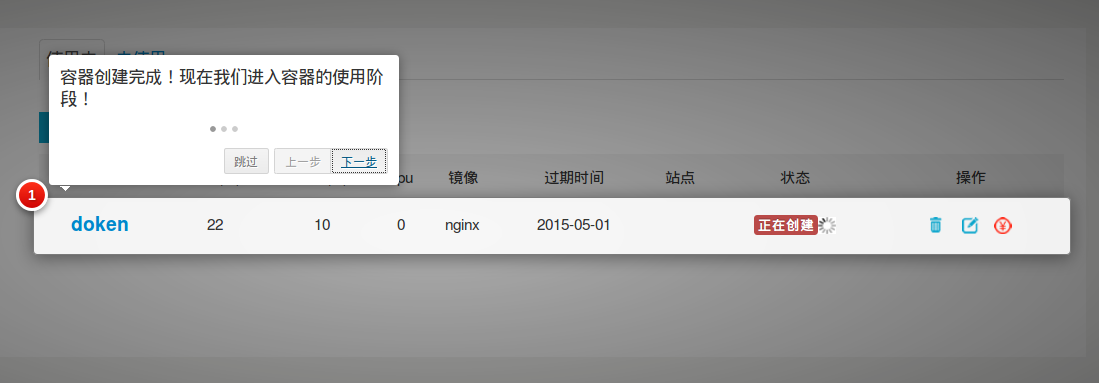 容器创建完成！现在我们进入容器的使用阶
段！
跳过 上一步 下一步
镜像 过期时间 站点 状态 操作
1
doken 22 10 0 nginx 2015-05-01 正在创建